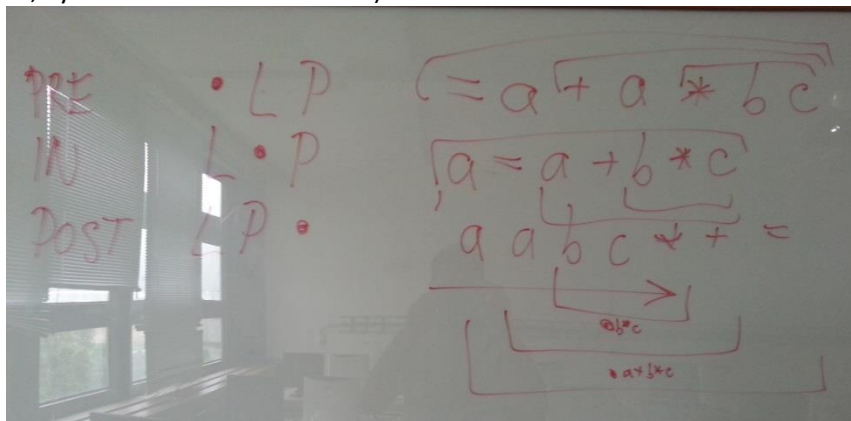 PRE • L P = a + a * b c
IN L • P a = a + b * c
POST L P • a a b c * + =
b*c
• a+b*c